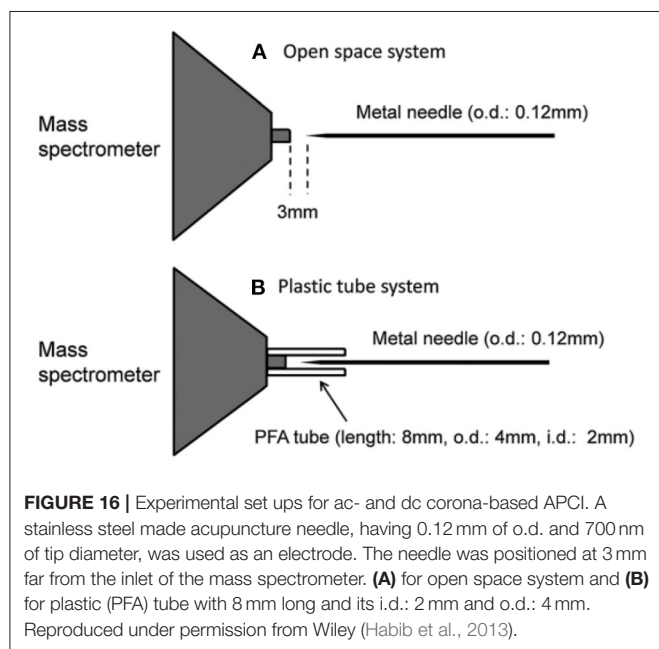 A Open space system
Mass
spectrometer
Metal needle (o.d.: 0.12mm)
3mm
B Plastic tube system
Mass
spectrometer
Metal needle (o.d.: 0.12mm)
PFA tube (length: 8mm, o.d.: 4mm, i.d.: 2mm)
FIGURE 16 | Experimental set ups for ac- and dc corona-based APCI. A
stainless steel made acupuncture needle, having 0.12 mm of o.d. and 700 nm
of tip diameter, was used as an electrode. The needle was positioned at 3 mm
far from the inlet of the mass spectrometer. (A) for open space system and (B)
for plastic (PFA) tube with 8 mm long and its i.d.: 2 mm and o.d.: 4 mm.
Reproduced under permission from Wiley (Habib et al., 2013).